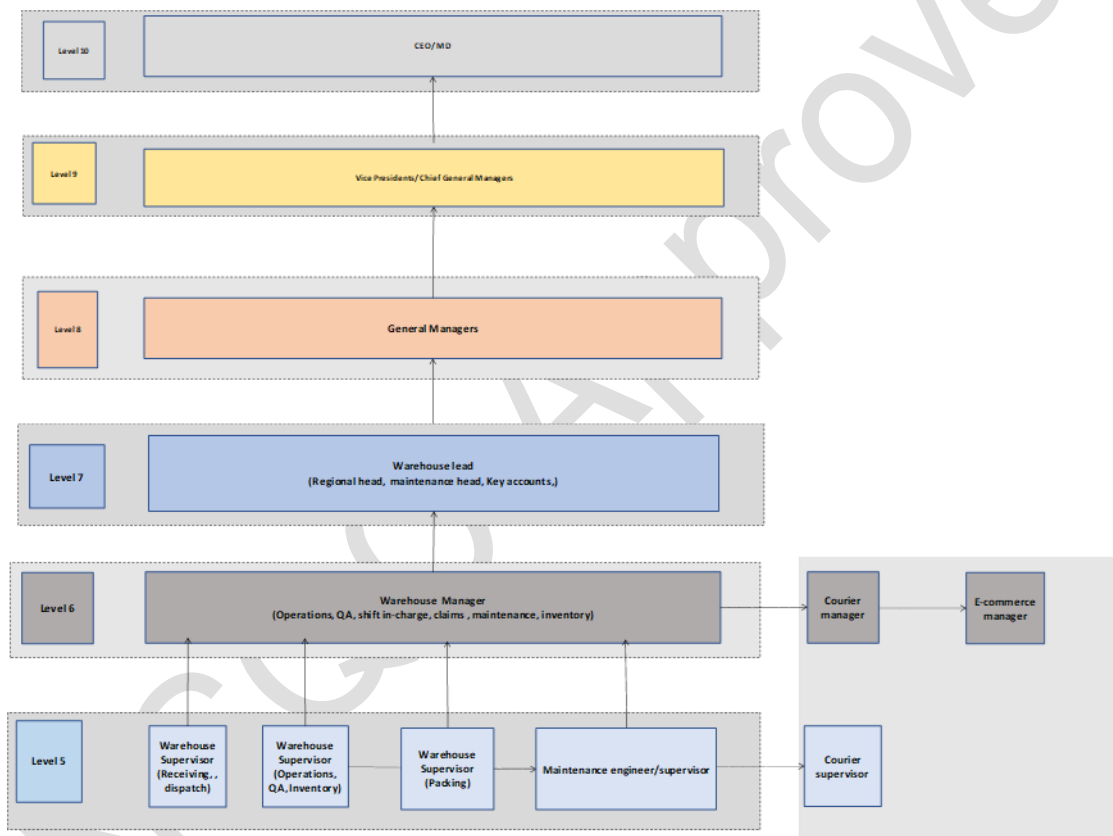 Level 10
CEO/MD
Level 9
Vice Presidents/Chief General Managers
Level 8
General Managers
Level 7
Warehouse lead
(Regional head, maintenance head, Key accounts,)
Level 6
Warehouse Manager
(Operations, QA, shift in-charge, claims , maintenance, inventory)
Courier
manager
E-commerce
manager
Level 5
Warehouse
Supervisor
(Receiving, ,
dispatch)
Warehouse
Supervisor
(Operations,
QA, Inventory)
Warehouse
Supervisor
(Packing)
Maintenance engineer/supervisor
Courier
supervisor